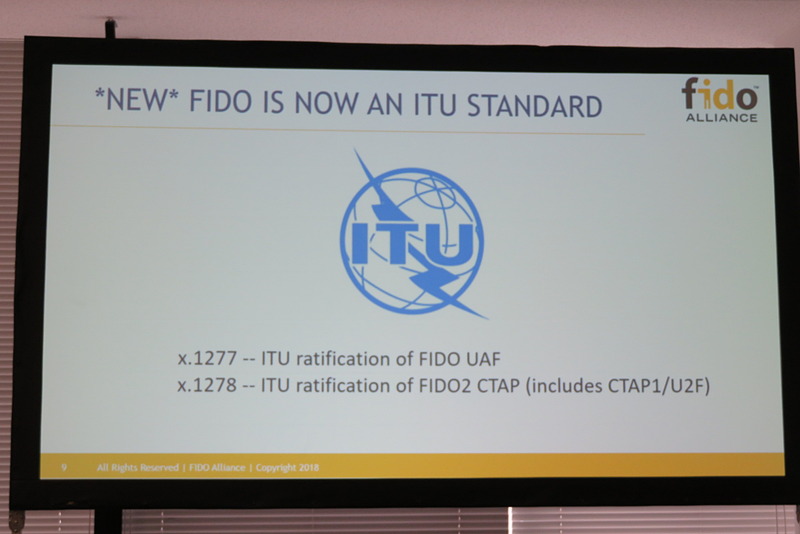 *NEW* FIDO IS NOW AN ITU STANDARD
fido™
ALLIANCE
ITU
x.1277 -- ITU ratification of FIDO UAF
x.1278 -- ITU ratification of FIDO2 CTAP (includes CTAP1/U2F)
9 All Rights Reserved | FIDO Alliance | Copyright 2018